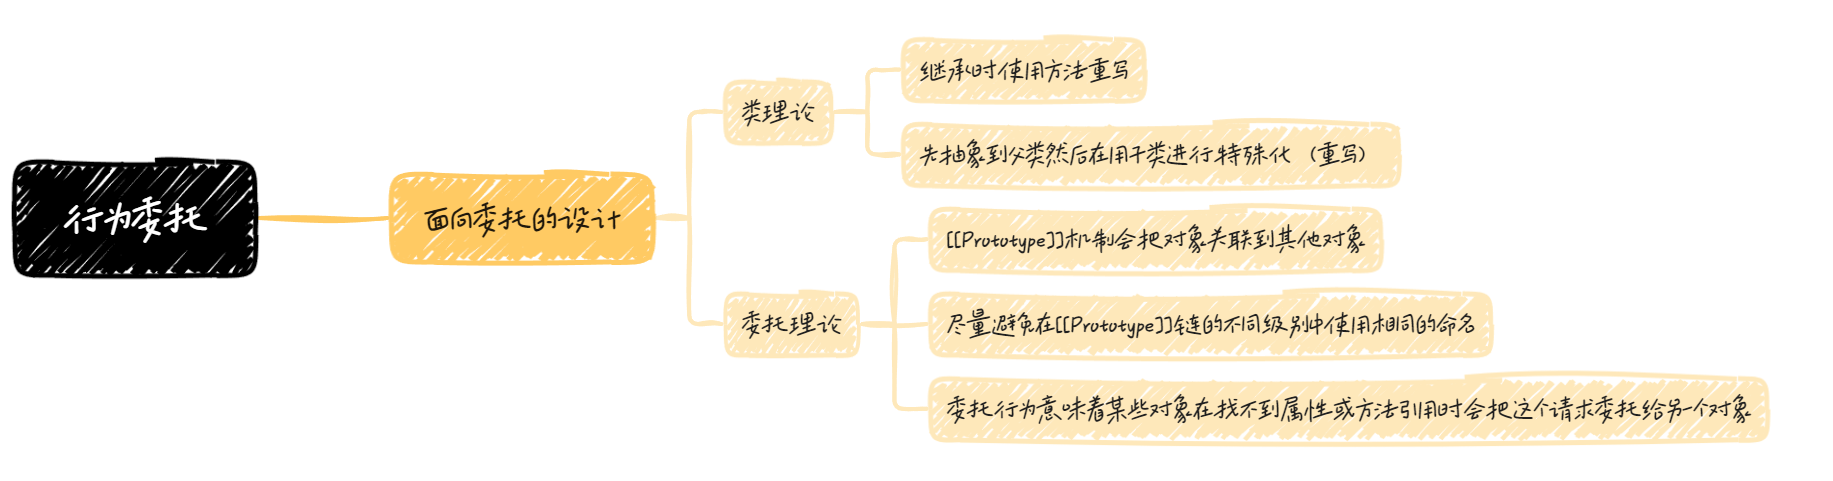 行为委托
面向委托的设计
类理论
继承时使用方法重写
先抽象到父类然后在用子类进行特殊化（重写）
委托理论
[[Prototype]]机制会把对象关联到其他对象
尽量避免在[[Prototype]]链的不同级别中使用相同的命名
委托行为意味着某些对象在找不到属性或方法引用时会把这个请求委托给另一个对象